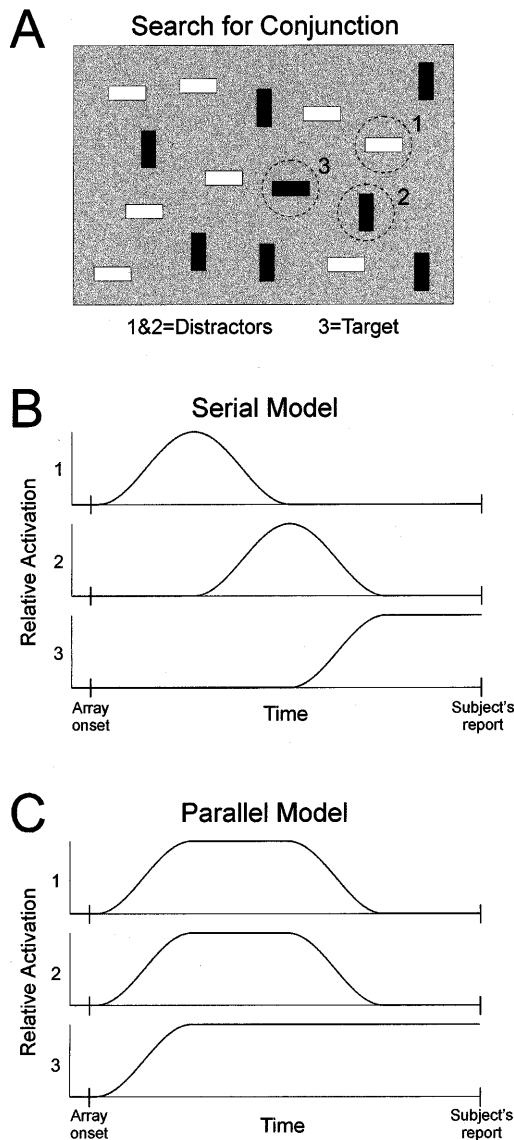 A
Search for Conjunction
1
3
2
1&2=Distractors 3=Target
B
Serial Model
Relative Activation
1
2
3
Array
onset
Time
Subject's
report
C
Parallel Model
Relative Activation
1
2
3
Array
onset
Time
Subject's
report